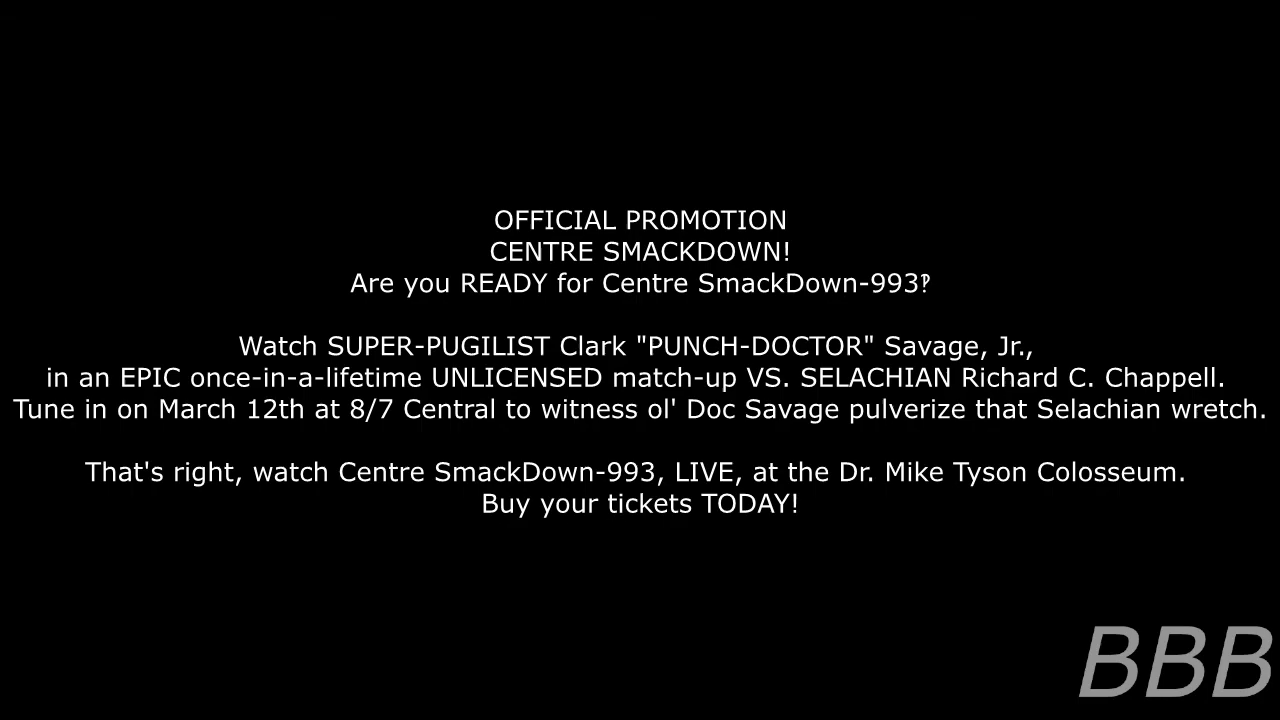 OFFICIAL PROMOTION
CENTRE SMACKDOWN!
Are you READY for Centre SmackDown-993‽
Watch SUPER-PUGILIST Clark "PUNCH-DOCTOR" Savage, Jr.,
in an EPIC once-in-a-lifetime UNLICENSED match-up VS. SELACHIAN Richard C. Chappell.
Tune in on March 12th at 8/7 Central to witness ol' Doc Savage pulverize that Selachian wretch.
That's right, watch Centre SmackDown-993, LIVE, at the Dr. Mike Tyson Colosseum.
Buy your tickets TODAY!
BBB